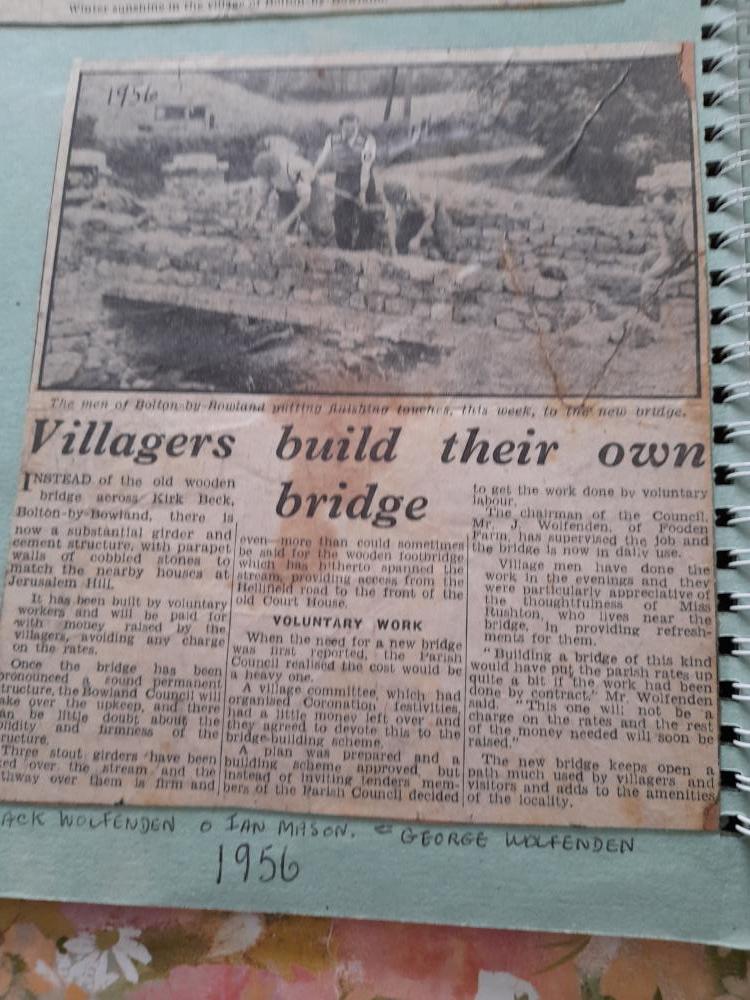 Winter sunshine in the village of Bolton-by-Bowland.
1956
The men of Bolton-by-Bowland putting finishing touches, this week, to the new bridge.
Villagers build their own
bridge
INSTEAD of the old wooden
bridge across Kirk Beck,
Bolton-by-Bowland, there is
now a substantial girder and
cement structure, with parapet
walls of cobbled stones to
match the nearby houses at
Jerusalem Hill.
It has been built by voluntary
workers and will be paid for
with money raised by the
villagers, avoiding any charge
on the rates.
Once the bridge has been
pronounced a sound permanent
tructure, the Bowland Council will
ake over the upkeep, and there
an be little doubt about the
lidity and firmness of the
ructure.
Three stout girders have been
ed over the stream and the
thway over them is firm and
even more than could sometimes
be said for the wooden footbridge
which has hitherto spanned the
stream, providing access from the
Hellifield road to the front of the
old Court House.
VOLUNTARY WORK
When the need for a new bridge
was first reported, the Parish
Council realised the cost would be
a heavy one.
A village committee, which had
organised Coronation festivities,
had a little money left over and
they agreed to devote this to the
bridge-building scheme.
A plan was prepared and a
building scheme approved, but
instead of inviting tenders mem-
bers of the Parish Council decided
to get the work done by voluntary
labour.
The chairman of the Council,
Mr. J. Wolfenden, of Fooden
Farm, has supervised the job and
the bridge is now in daily use.
Village men have done the
work in the evenings and they
were particularly appreciative of
the thoughtfulness of Miss
Rushton, who lives near the
bridge, in providing refresh-
ments for them.
"Building a bridge of this kind
would have put the parish rates up
quite a bit if the work had been
done by contract," Mr. Wolfenden
said. "This one will not be a
charge on the rates and the rest
of the money needed will soon be
raised."
The new bridge keeps open a
path much used by villagers and
visitors and adds to the amenities
of the locality.
ACK WOLFENDEN o IAN MASON. = GEORGE WOLFENDEN
1956